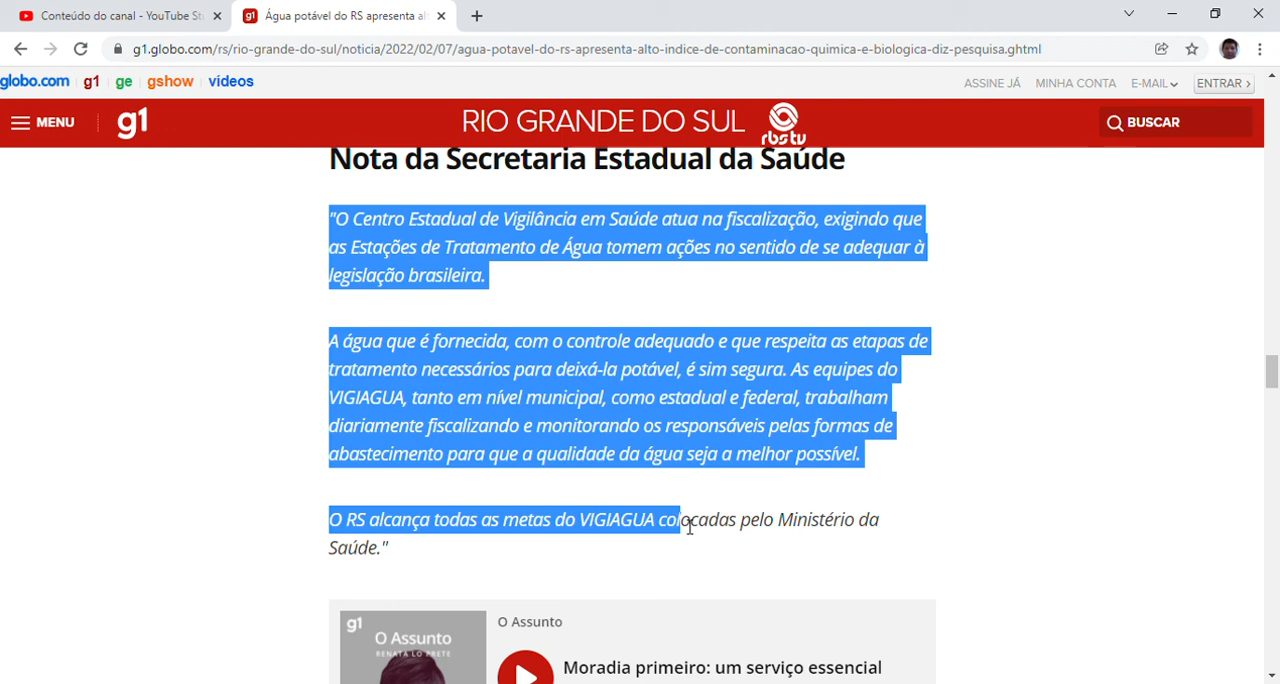 Conteúdo do canal - YouTube St
g1 Água potável do RS apresenta al
g1.globo.com/rs/rio-grande-do-sul/noticia/2022/02/07/agua-potavel-do-rs-apresenta-alto-indice-de-contaminacao-quimica-e-biologica-diz-pesquisa.ghtml
globo.com g1 ge gshow videos ASSINE JÁ MINHA CONTA E-MAIL ENTRAR ›
MENU g1 RIO GRANDE DO SUL rbs tv BUSCAR
Nota da Secretaria Estadual da Saúde
"O Centro Estadual de Vigilância em Saúde atua na fiscalização, exigindo que
as Estações de Tratamento de Água tomem ações no sentido de se adequar à
legislação brasileira.
A água que é fornecida, com o controle adequado e que respeita as etapas de
tratamento necessários para deixá-la potável, é sim segura. As equipes do
VIGIAGUA, tanto em nível municipal, como estadual e federal, trabalham
diariamente fiscalizando e monitorando os responsáveis pelas formas de
abastecimento para que a qualidade da água seja a melhor possível.
O RS alcança todas as metas do VIGIAGUA colocadas pelo Ministério da
Saúde."
g1
O Assunto
RENATA LO PRETE
O Assunto
Moradia primeiro: um serviço essencial